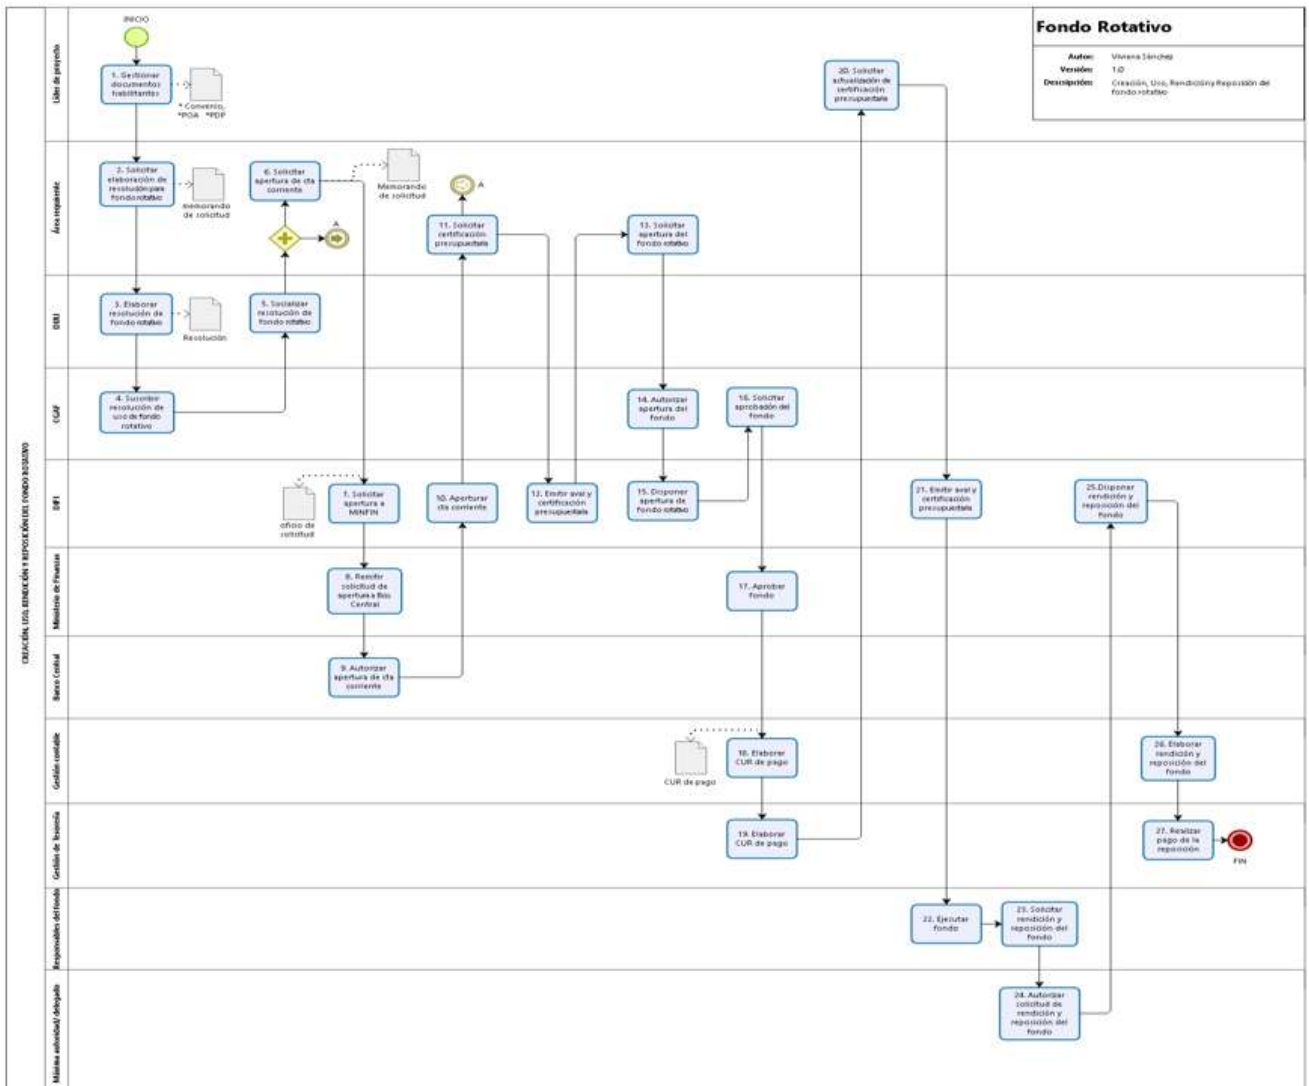 Fondo Rotativo
Autor: Viviana Sánchez
Versión: 1.0
Descripción: Creación, Uso, Rendición y Reposición del
fondo rotativo
CREACIÓN, USO, RENDICIÓN Y REPOSICIÓN DEL FONDO ROTATIVO
Líder de proyecto
INICIO
1. Gestionar
documentos
habilitantes
* Convenio,
*POA *PDP
20. Solicitar
actualización de
certificación
presupuestaria
Área requirente
2. Solicitar
elaboración de
resolución para
fondo rotativo
memorando
de solicitud
6. Solicitar
apertura de cta
corriente
Memorando
de solicitud
A
A
11. Solicitar
certificación
presupuestaria
13. Solicitar
apertura del
fondo rotativo
3. Elaborar
resolución de
fondo rotativo
Resolución
5. Socializar
resolución de
fondo rotativo
CGAF
4. Suscribir
resolución de
uso de fondo
rotativo
14. Autorizar
apertura del
fondo
16. Solicitar
aprobación del
fondo
7. Solicitar
apertura a
MINFIN
oficio de
solicitud
10. Aperturar
cta corriente
12. Emitir aval y
certificación
presupuestaria
15. Disponer
apertura de
fondo rotativo
21. Emitir aval y
certificación
presupuestaria
25.Disponer
rendición y
reposición del
fondo
Ministerio de Finanzas
8. Remitir
solicitud de
apertura a Bco
Central
17. Aprobar
fondo
Banco Central
9. Autorizar
apertura de cta
corriente
Gestión contable
18. Elaborar
CUR de pago
CUR de pago
26. Elaborar
rendición y
reposición del
fondo
Gestión de Tesorería
19. Elaborar
CUR de pago
27. Realizar
pago de la
reposición
FIN
Responsables del fondo
22. Ejecutar
fondo
23. Solicitar
rendición y
reposición del
fondo
Máxima autoridad/ delegado
24. Autorizar
solicitud de
rendición y
reposición del
fondo